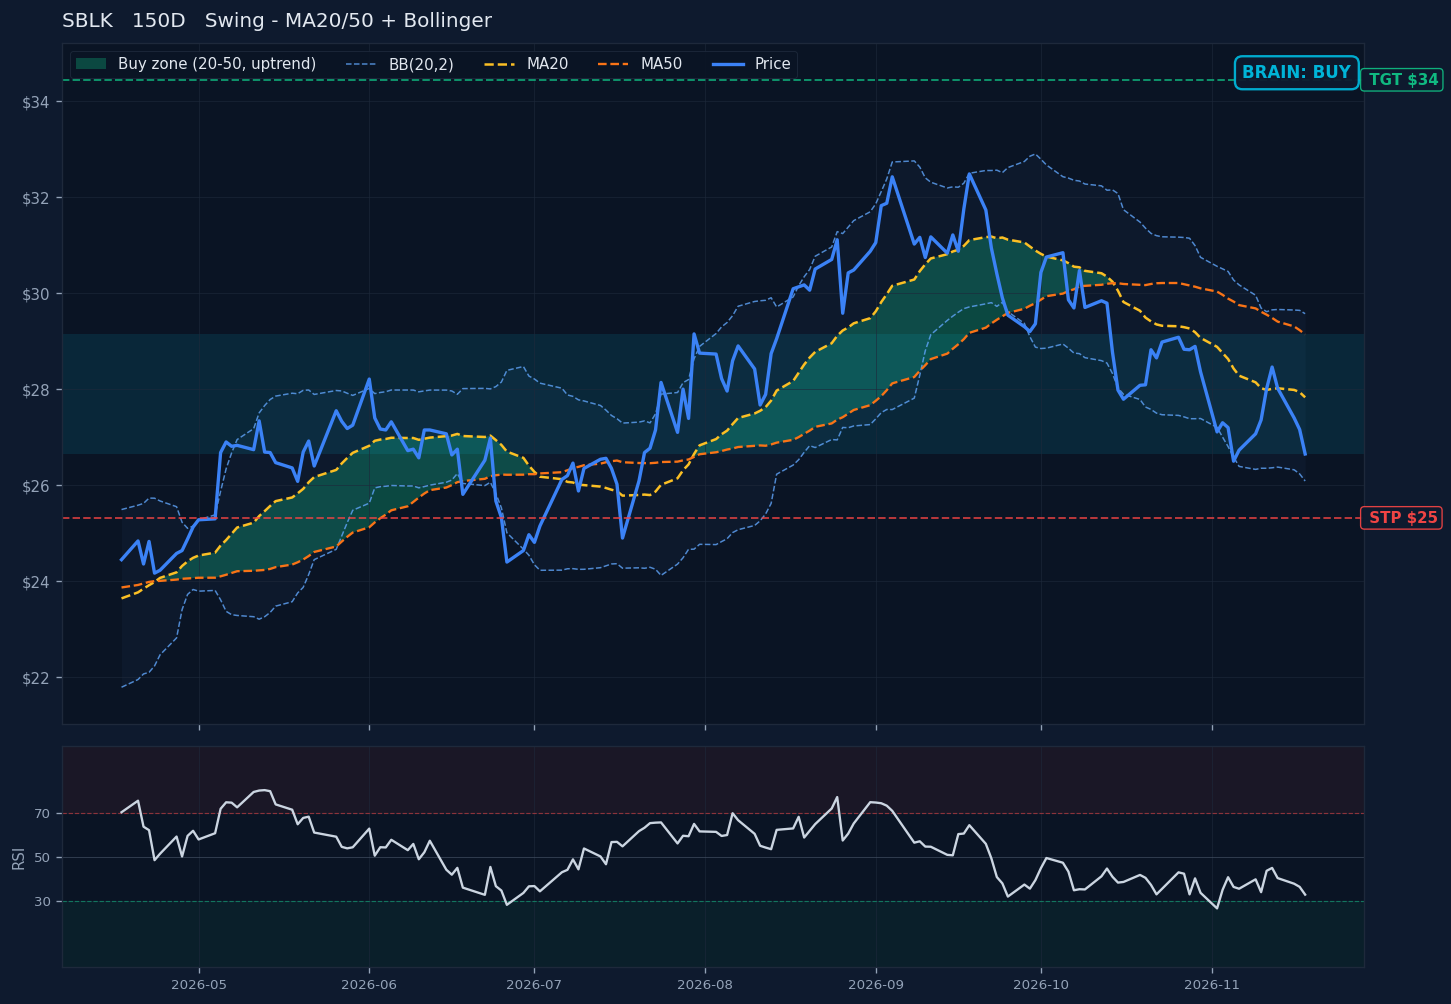 SBLK   150D   Swing - MA20/50 + Bollinger
Buy zone (20-50, uptrend)   BB(20,2)   MA20   MA50   Price
BRAIN: BUY
TGT $34
$34
$32
$30
$28
$26
STP $25
$24
$22
70
50
30
RSI
2026-05   2026-06   2026-07   2026-08   2026-09   2026-10   2026-11